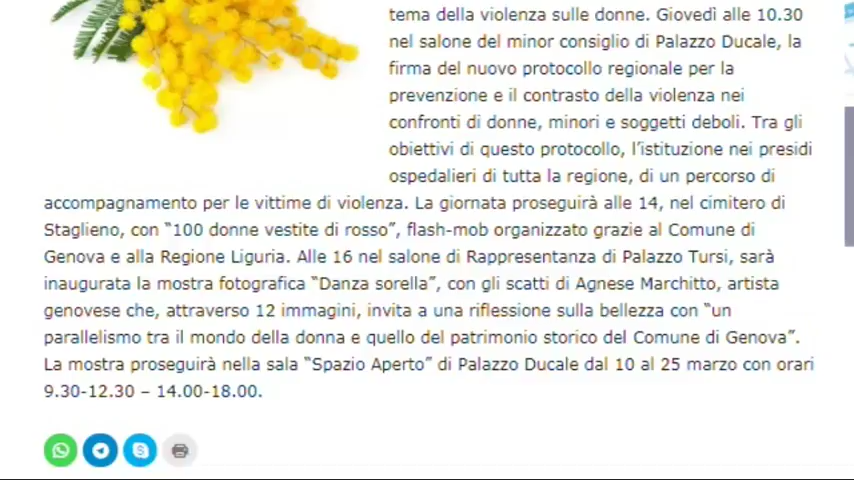 tema della violenza sulle donne. Giovedì alle 10.30
nel salone del minor consiglio di Palazzo Ducale, la
firma del nuovo protocollo regionale per la
prevenzione e il contrasto della violenza nei
confronti di donne, minori e soggetti deboli. Tra gli
obiettivi di questo protocollo, l’istituzione nei presidi
ospedalieri di tutta la regione, di un percorso di
accompagnamento per le vittime di violenza. La giornata proseguirà alle 14, nel cimitero di
Staglieno, con “100 donne vestite di rosso”, flash-mob organizzato grazie al Comune di
Genova e alla Regione Liguria. Alle 16 nel salone di Rappresentanza di Palazzo Tursi, sarà
inaugurata la mostra fotografica “Danza sorella”, con gli scatti di Agnese Marchitto, artista
genovese che, attraverso 12 immagini, invita a una riflessione sulla bellezza con “un
parallelismo tra il mondo della donna e quello del patrimonio storico del Comune di Genova”.
La mostra proseguirà nella sala “Spazio Aperto” di Palazzo Ducale dal 10 al 25 marzo con orari
9.30-12.30 – 14.00-18.00.